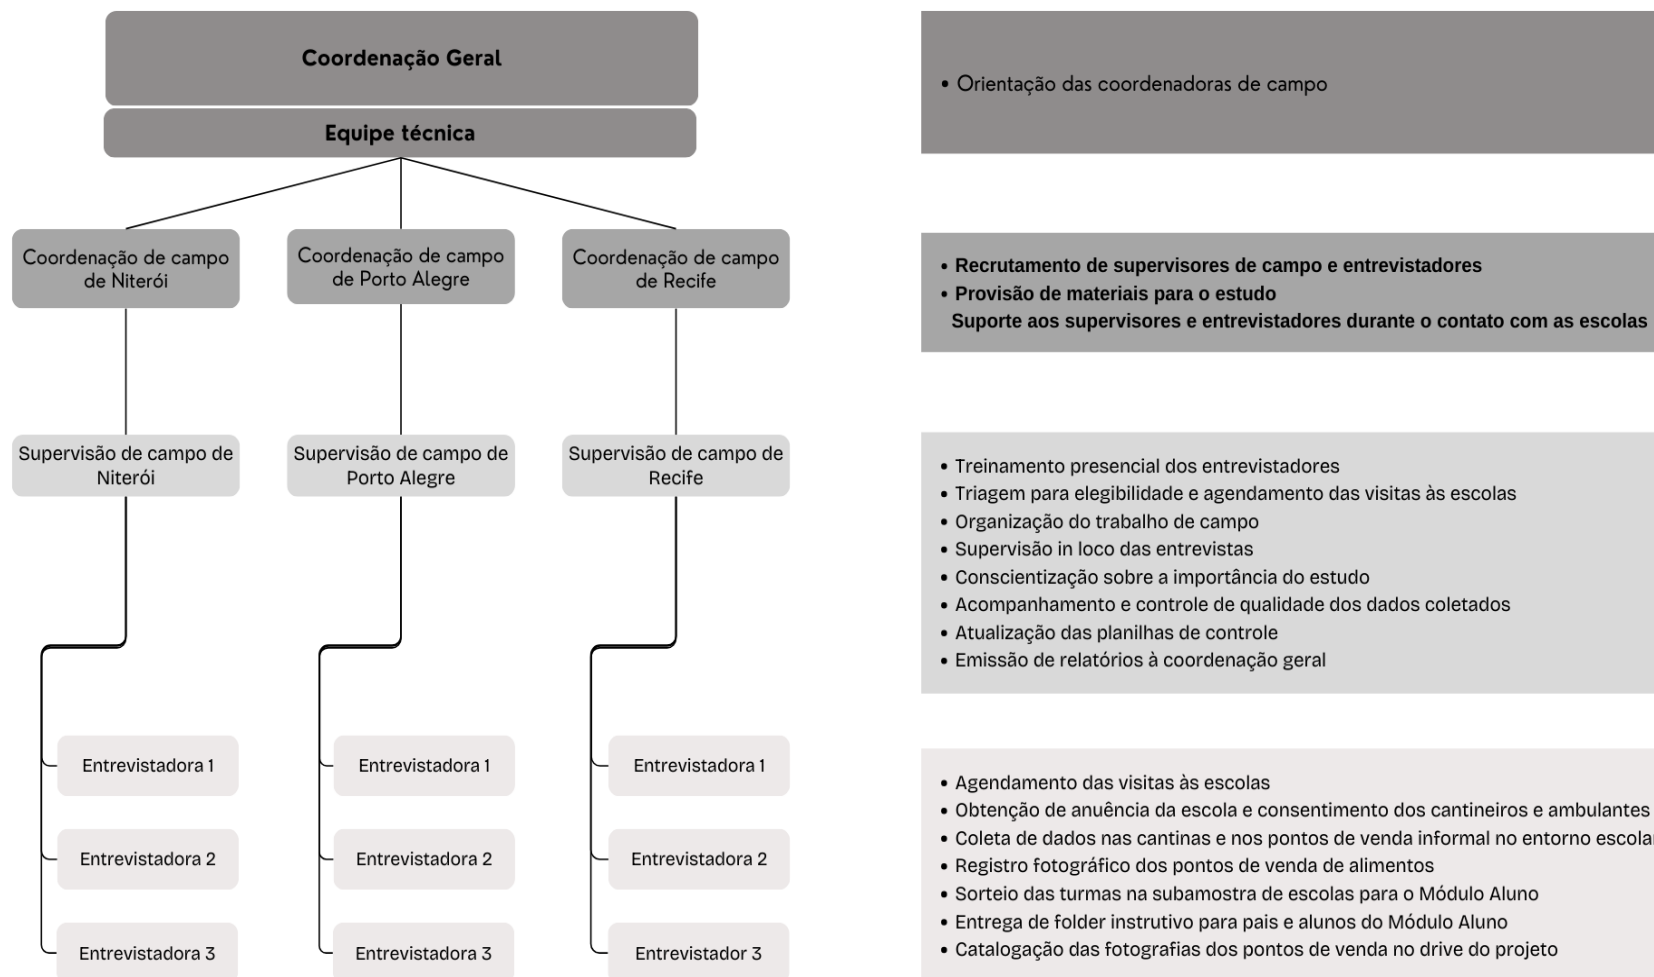 Coordenação Geral
Equipe técnica
• Orientação das coordenadoras de campo
Coordenação de campo
de Niterói
Coordenação de campo
de Porto Alegre
Coordenação de campo
de Recife
• Recrutamento de supervisores de campo e entrevistadores
• Provisão de materiais para o estudo
Suporte aos supervisores e entrevistadores durante o contato com as escolas
Supervisão de campo de
Niterói
Supervisão de campo de
Porto Alegre
Supervisão de campo de
Recife
• Treinamento presencial dos entrevistadores
• Triagem para elegibilidade e agendamento das visitas às escolas
• Organização do trabalho de campo
• Supervisão in loco das entrevistas
• Conscientização sobre a importância do estudo
• Acompanhamento e controle de qualidade dos dados coletados
• Atualização das planilhas de controle
• Emissão de relatórios à coordenação geral
Entrevistadora 1
Entrevistadora 1
Entrevistadora 1
Entrevistadora 2
Entrevistadora 2
Entrevistadora 2
Entrevistadora 3
Entrevistadora 3
Entrevistador 3
• Agendamento das visitas às escolas
• Obtenção de anuência da escola e consentimento dos cantineiros e ambulantes
• Coleta de dados nas cantinas e nos pontos de venda informal no entorno escolar
• Registro fotográfico dos pontos de venda de alimentos
• Sorteio das turmas na subamostra de escolas para o Módulo Aluno
• Entrega de folder instrutivo para pais e alunos do Módulo Aluno
• Catalogação das fotografias dos pontos de venda no drive do projeto